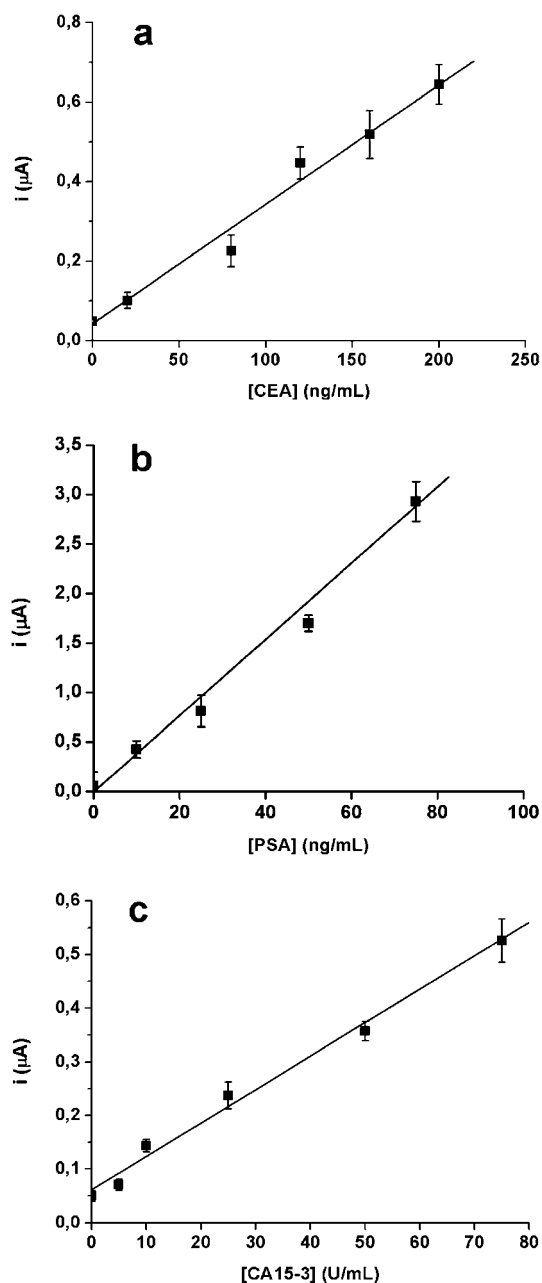 a
0,8
0,6
0,4
0,2
0,0
i (μA)
0 50 100 150 200 250
[CEA] (ng/mL)
b
3,5
3,0
2,5
2,0
1,5
1,0
0,5
0,0
i (μA)
0 20 40 60 80 100
[PSA] (ng/mL)
c
0,6
0,5
0,4
0,3
0,2
0,1
0,0
i (μA)
0 10 20 30 40 50 60 70 80
[CA15-3] (U/mL)